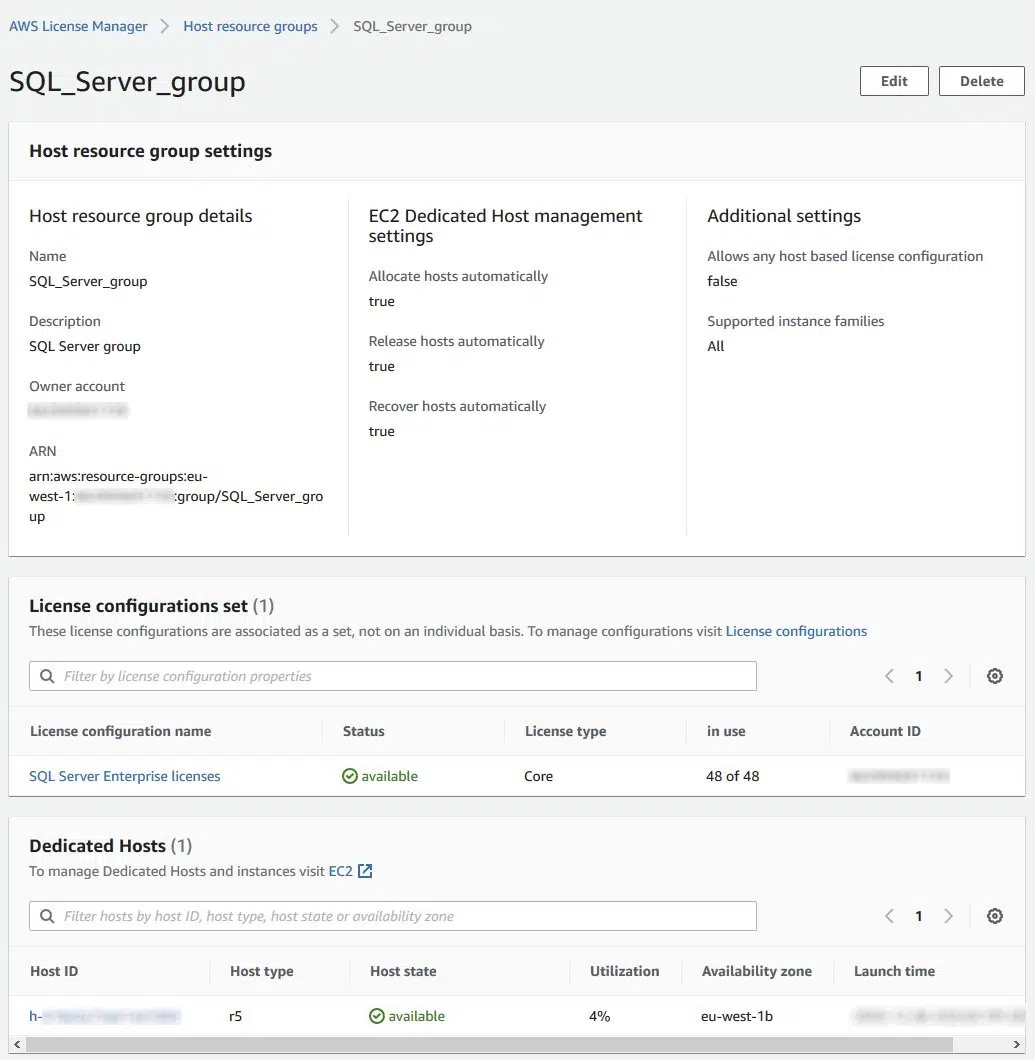 AWS License Manager > Host resource groups > SQL_Server_group
SQL_Server_group
Edit
Delete
Host resource group settings
Host resource group details
Name
SQL_Server_group
Description
SQL Server group
Owner account
ARN
arn:aws:resource-groups:eu-
west-1: :group/SQL_Server_gro
up
EC2 Dedicated Host management
settings
Allocate hosts automatically
true
Release hosts automatically
true
Recover hosts automatically
true
Additional settings
Allows any host based license configuration
false
Supported instance families
All
License configurations set (1)
These license configurations are associated as a set, not on an individual basis. To manage configurations visit License configurations
Filter by license configuration properties
1
License configuration name Status License type in use Account ID
SQL Server Enterprise licenses available Core 48 of 48
Dedicated Hosts (1)
To manage Dedicated Hosts and instances visit EC2
Filter hosts by host ID, host type, host state or availability zone
1
Host ID Host type Host state Utilization Availability zone Launch time
h- r5 available 4% eu-west-1b